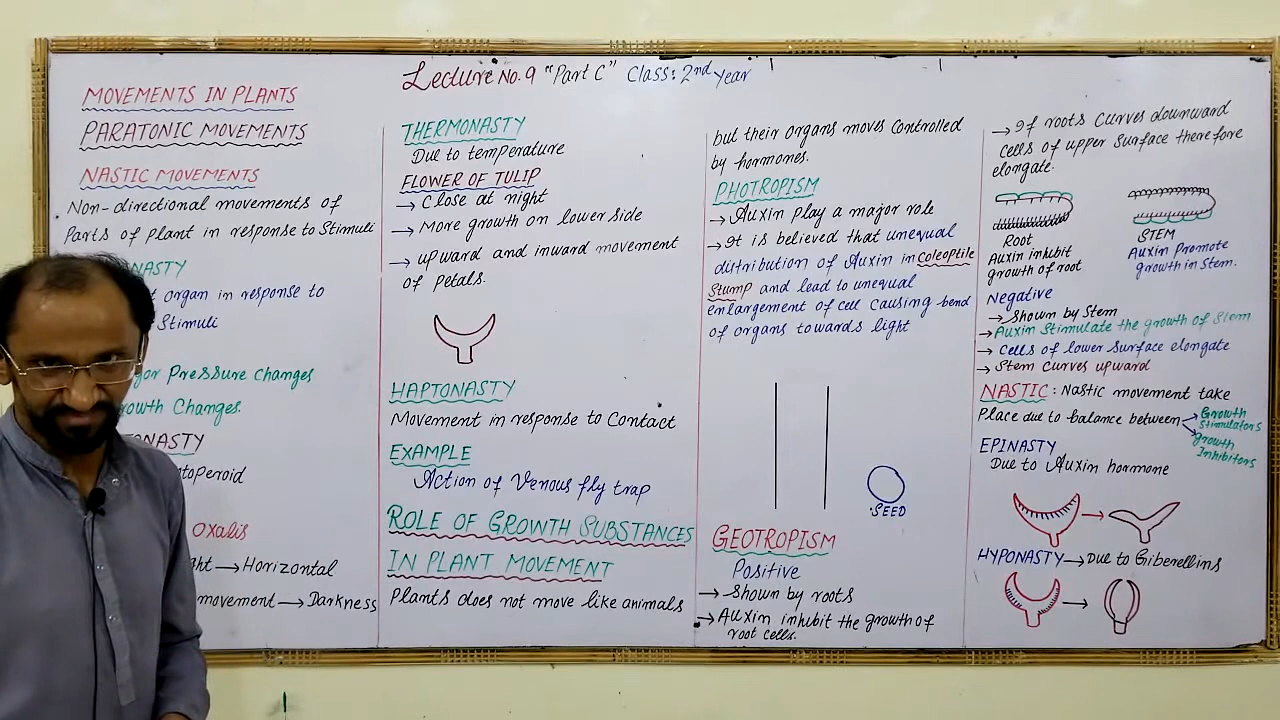 Lecture No.9 "Part C" Class: 2nd Year
MOVEMENTS IN PLANTS
PARATONIC MOVEMENTS
NASTIC MOVEMENTS
Non-directional movements of
Parts of plant in response to Stimuli
NASTY
organ in response to
Stimuli
Pressure Changes
Growth Changes.
NASTY
Oxalis
→ Horizontal
movement → Darkness
THERMONASTY
Due to temperature
FLOWER OF TULIP
→ Close at night
→ More growth on lower side
→ upward and inward movement
of Petals.
HAPTONASTY
Movement in response to Contact
EXAMPLE
Action of Venous fly trap
ROLE OF GROWTH SUBSTANCES
IN PLANT MOVEMENT
Plants does not move like animals
but their organs moves Controlled
by hormones.
PHOTROPISM
→ Auxin play a major role
→ It is believed that unequal
distribution of Auxin in coleoptile
Stump and lead to unequal
enlargement of cell causing bend
of organs towards light
SEED
GEOTROPISM
Positive
→ Shown by roots
→ Auxin inhibit the growth of
root cells.
→ If roots curves downward
cells of upper surface therefore
elongate.
Root
Auxin inhibit
growth of root
STEM
Auxin Promote
growth in Stem.
Negative
→ Shown by Stem
→ Auxin Stimulate the growth of Stem
→ Cells of lower Surface elongate
→ Stem curves upward
NASTIC: Nastic movement take
Place due to balance between
Growth
Stimulators
growth
Inhibitors
EPINASTY
Due to Auxin hormone
HYPONASTY → Due to Giberellins